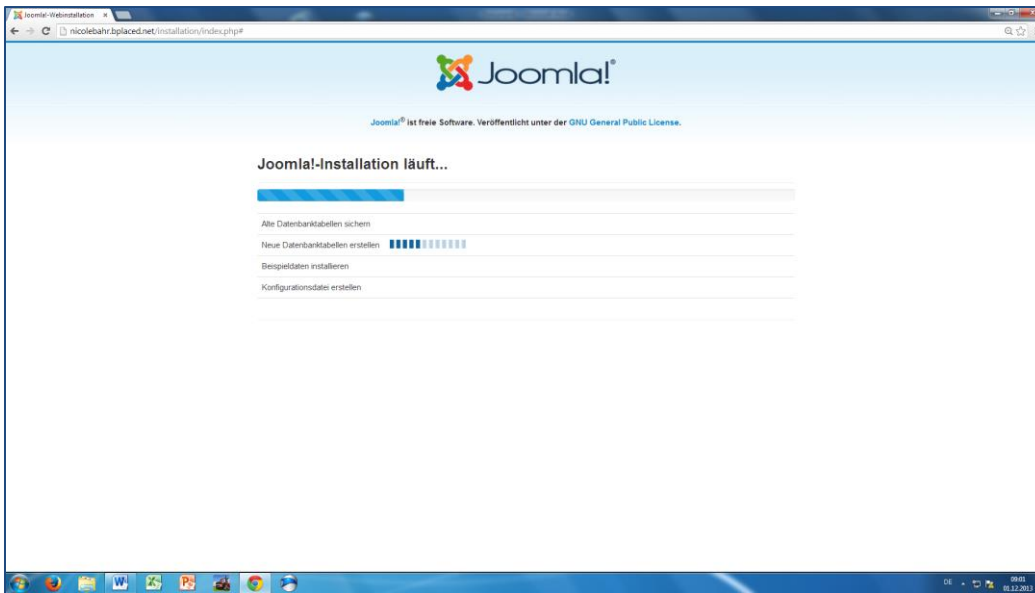 Joomla!-Webinstallation
nicolebahr.bplaced.net/installation/index.php#
Joomla!®
Joomla!® ist freie Software. Veröffentlicht unter der GNU General Public License.
Joomla!-Installation läuft...
Alte Datenbanktabellen sichern
Neue Datenbanktabellen erstellen
Beispieldaten installieren
Konfigurationsdatei erstellen
DE
09:01
01.12.2013